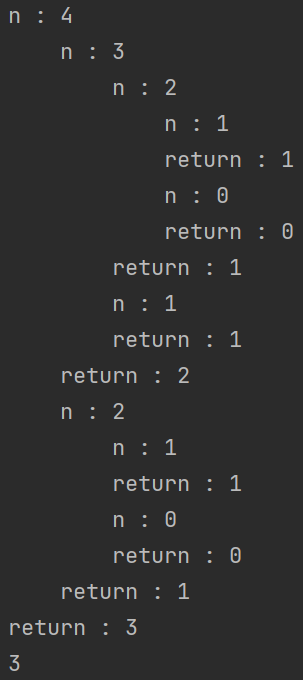 n : 4
    n : 3
        n : 2
            n : 1
            return : 1
            n : 0
            return : 0
        return : 1
        n : 1
        return : 1
    return : 2
    n : 2
        n : 1
        return : 1
        n : 0
        return : 0
    return : 1
return : 3
3